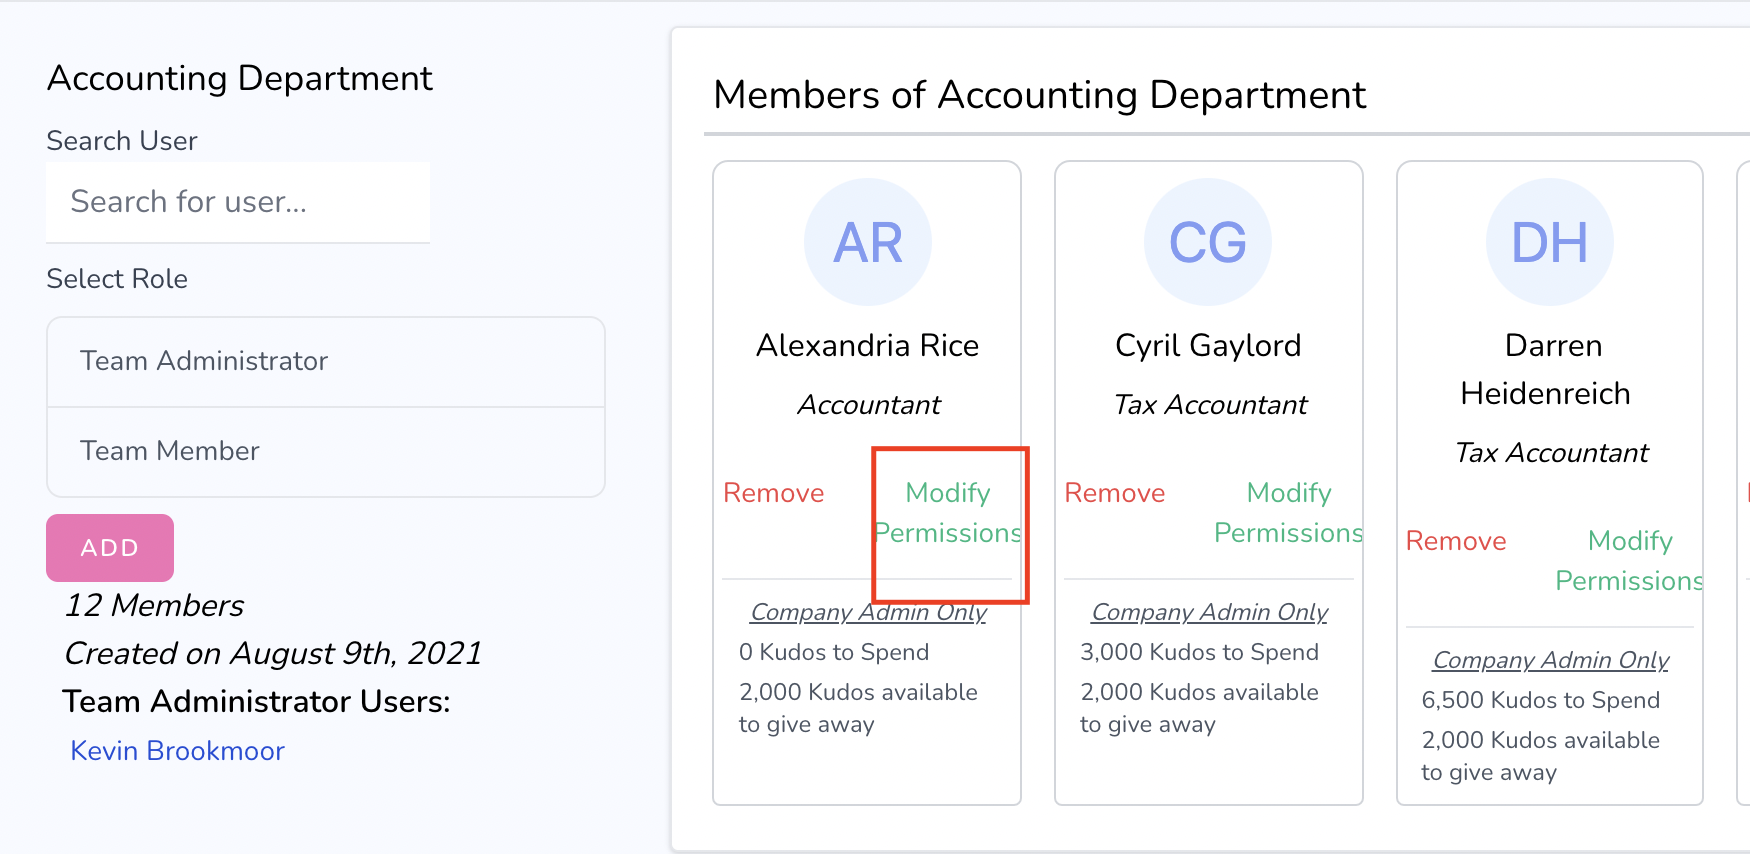 Accounting Department
Search User
Search for user...
Select Role
Team Administrator
Team Member
ADD
12 Members
Created on August 9th, 2021
Team Administrator Users:
Kevin Brookmoor
Members of Accounting Department
AR
Alexandria Rice
Accountant
Remove
Modify
Permissions
Company Admin Only
0 Kudos to Spend
2,000 Kudos available
to give away
CG
Cyril Gaylord
Tax Accountant
Remove
Modify
Permissions
Company Admin Only
3,000 Kudos to Spend
2,000 Kudos available
to give away
DH
Darren
Heidenreich
Tax Accountant
Remove
Modify
Permissions
Company Admin Only
6,500 Kudos to Spend
2,000 Kudos available
to give away